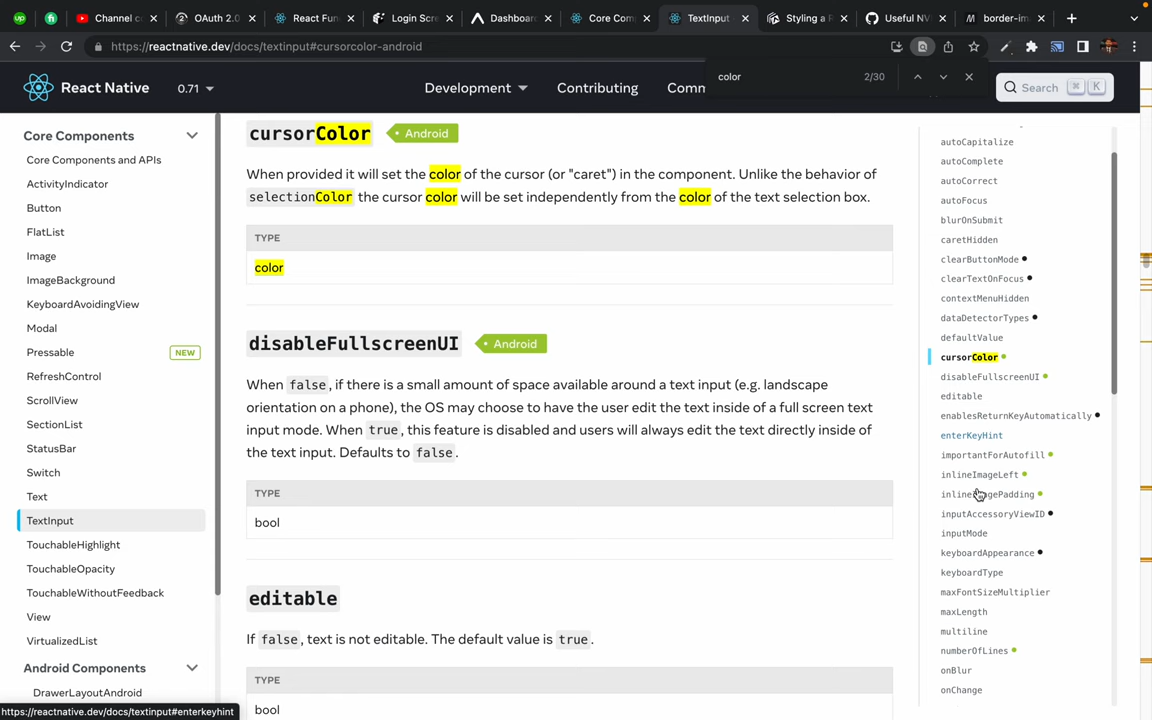 Channel ca
OAuth 2.0
React Fun
Login Scre
Dashboar
Core Comp
TextInput
Styling a R
Useful NV
border-im
https://reactnative.dev/docs/textinput#cursorcolor-android
color
2/30
React Native
0.71
Development
Contributing
Comm
Search
⌘
K
Core Components
Core Components and APIs
ActivityIndicator
Button
FlatList
Image
ImageBackground
KeyboardAvoidingView
Modal
Pressable
NEW
RefreshControl
ScrollView
SectionList
StatusBar
Switch
Text
TextInput
TouchableHighlight
TouchableOpacity
TouchableWithoutFeedback
View
VirtualizedList
Android Components
DrawerLayoutAndroid
https://reactnative.dev/docs/textinput#enterkeyhint
cursorColor
Android
When provided it will set the color of the cursor (or "caret") in the component. Unlike the behavior of
selectionColor the cursor color will be set independently from the color of the text selection box.
TYPE
color
disableFullscreenUI
Android
When false, if there is a small amount of space available around a text input (e.g. landscape
orientation on a phone), the OS may choose to have the user edit the text inside of a full screen text
input mode. When true, this feature is disabled and users will always edit the text directly inside of
the text input. Defaults to false.
TYPE
bool
editable
If false, text is not editable. The default value is true.
TYPE
bool
autoCapitalize
autoComplete
autoCorrect
autoFocus
blurOnSubmit
caretHidden
clearButtonMode
clearTextOnFocus
contextMenuHidden
dataDetectorTypes
defaultValue
cursorColor
disableFullscreenUI
editable
enablesReturnKeyAutomatically
enterKeyHint
importantForAutofill
inlineImageLeft
inlineImagePadding
inputAccessoryViewID
inputMode
keyboardAppearance
keyboardType
maxFontSizeMultiplier
maxLength
multiline
numberOfLines
onBlur
onChange